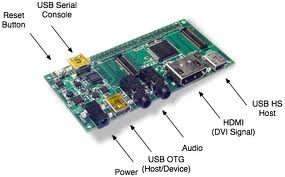 USB Serial
Console
Reset
Button
USB HS
Host
HDMI
(DVI Signal)
Audio
USB OTG
(Host/Device)
Power